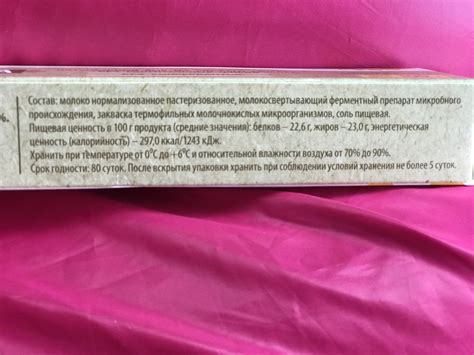 %.
Состав: молоко нормализованное пастеризованное, молокосвертывающий ферментный препарат микробного
происхождения, закваска термофильных молочнокислых микроорганизмов, соль пищевая.
Пищевая ценность в 100 г продукта (средние значения): белков – 22,6 г, жиров – 23,0 г, энергетическая
ценность (калорийность) – 297,0 ккал/1243 кДж.
Хранить при температуре от 0°С до +6°С и относительной влажности воздуха от 70% до 90%.
Срок годности: 80 суток. После вскрытия упаковки хранить при соблюдении условий хранения не более 5 суток.